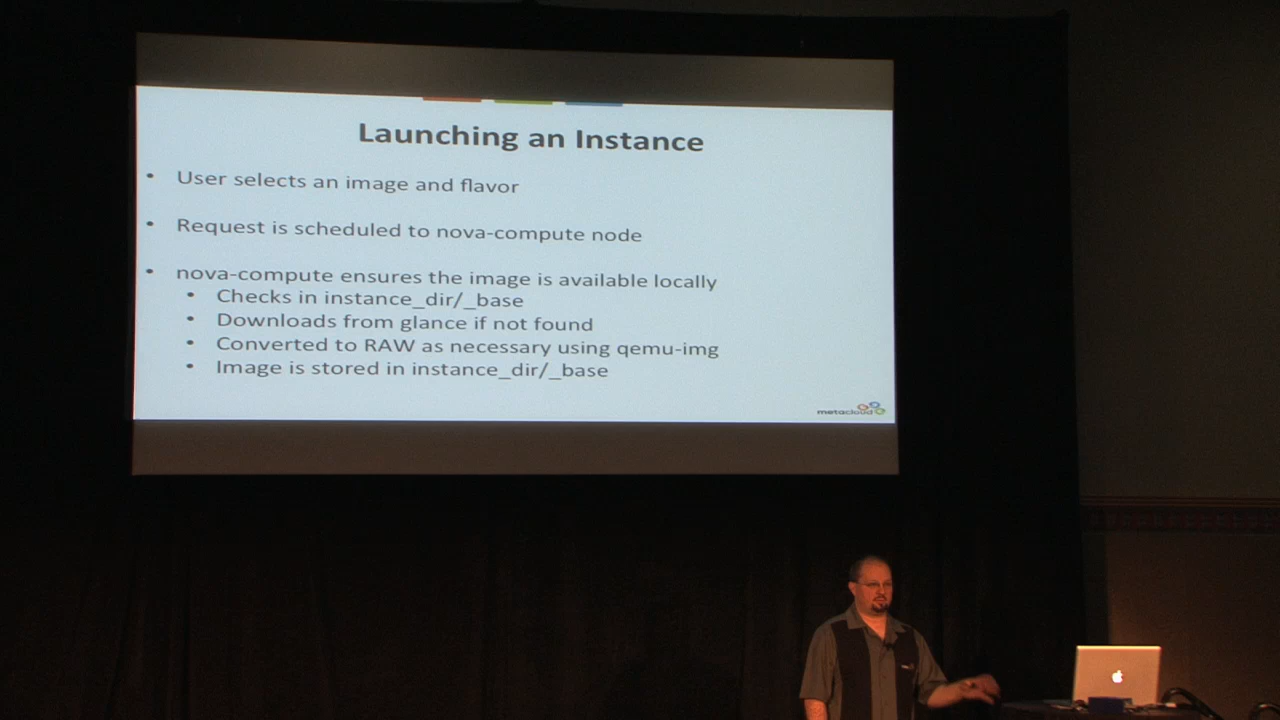 Launching an Instance
• User selects an image and flavor
• Request is scheduled to nova-compute node
• nova-compute ensures the image is available locally
• Checks in instance_dir/_base
• Downloads from glance if not found
• Converted to RAW as necessary using qemu-img
• Image is stored in instance_dir/_base
metacloud